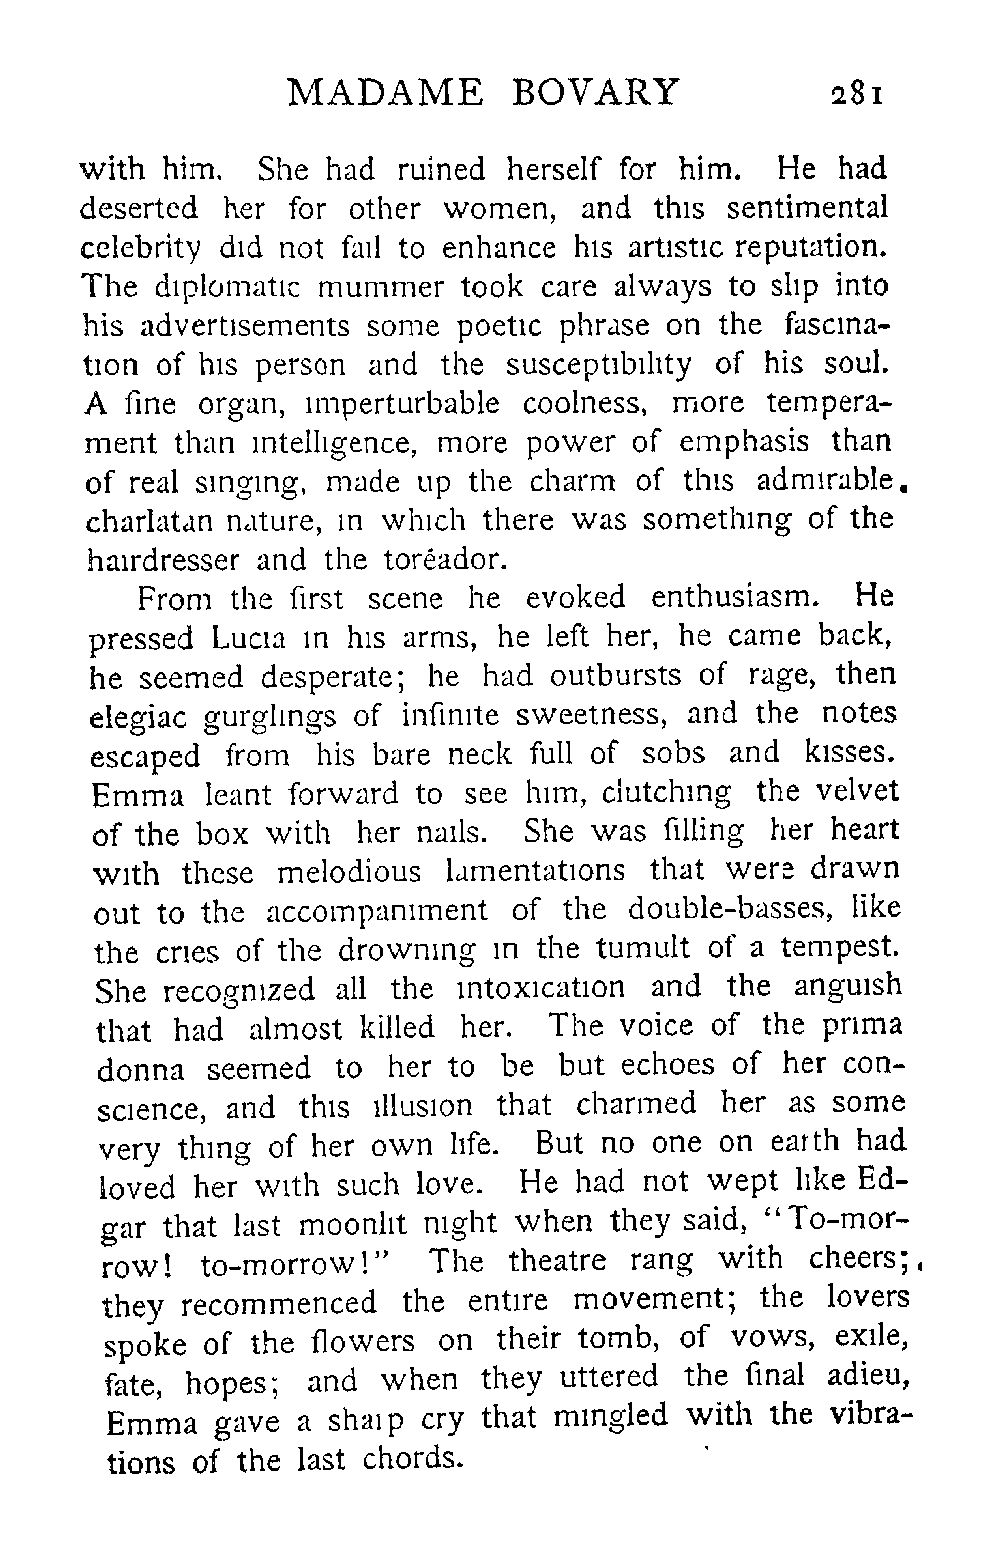 MADAME BOVARY 281
with him. She had ruined herself for him. He had
deserted her for other women, and this sentimental
celebrity did not fail to enhance his artistic reputation.
The diplomatic mummer took care always to slip into
his advertisements some poetic phrase on the fascina-
tion of his person and the susceptibility of his soul.
A fine organ, imperturbable coolness, more tempera-
ment than intelligence, more power of emphasis than
of real singing, made up the charm of this admirable
charlatan nature, in which there was something of the
hairdresser and the toréador.
From the first scene he evoked enthusiasm. He
pressed Lucia in his arms, he left her, he came back,
he seemed desperate; he had outbursts of rage, then
elegiac gurglings of infinite sweetness, and the notes
escaped from his bare neck full of sobs and kisses.
Emma leant forward to see him, clutching the velvet
of the box with her nails. She was filling her heart
with these melodious lamentations that were drawn
out to the accompaniment of the double-basses, like
the cries of the drowning in the tumult of a tempest.
She recognized all the intoxication and the anguish
that had almost killed her. The voice of the prima
donna seemed to her to be but echoes of her con-
science, and this illusion that charmed her as some
very thing of her own life. But no one on earth had
loved her with such love. He had not wept like Ed-
gar that last moonlit night when they said, "To-mor-
row! to-morrow!" The theatre rang with cheers;
they recommenced the entire movement; the lovers
spoke of the flowers on their tomb, of vows, exile,
fate, hopes; and when they uttered the final adieu,
Emma gave a sharp cry that mingled with the vibra-
tions of the last chords.